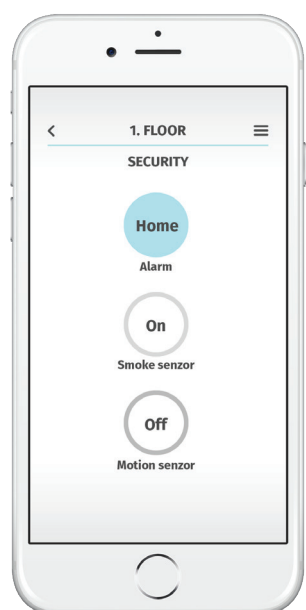 1. FLOOR
SECURITY
Home
Alarm
On
Smoke senzor
Off
Motion senzor